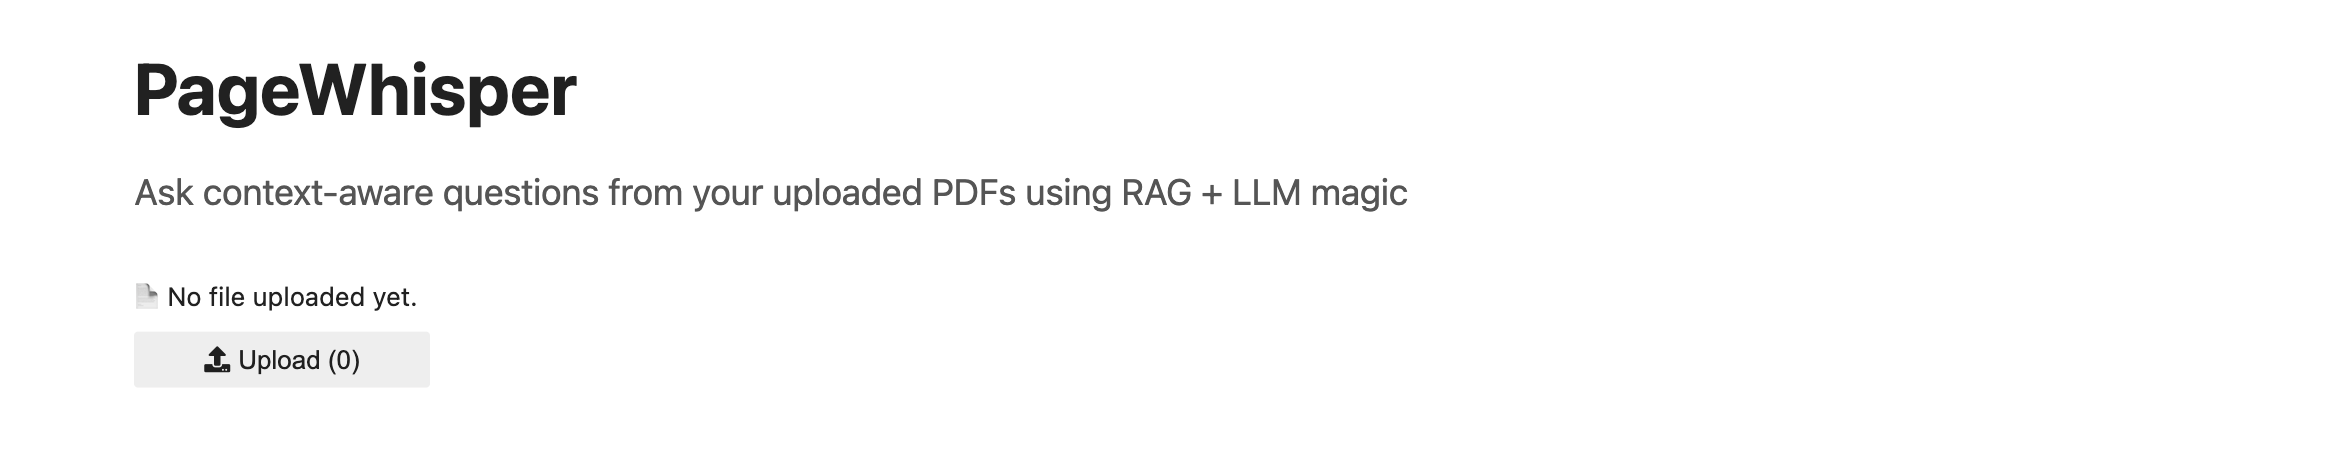 PageWhisper
Ask context-aware questions from your uploaded PDFs using RAG + LLM magic
No file uploaded yet.
Upload (0)